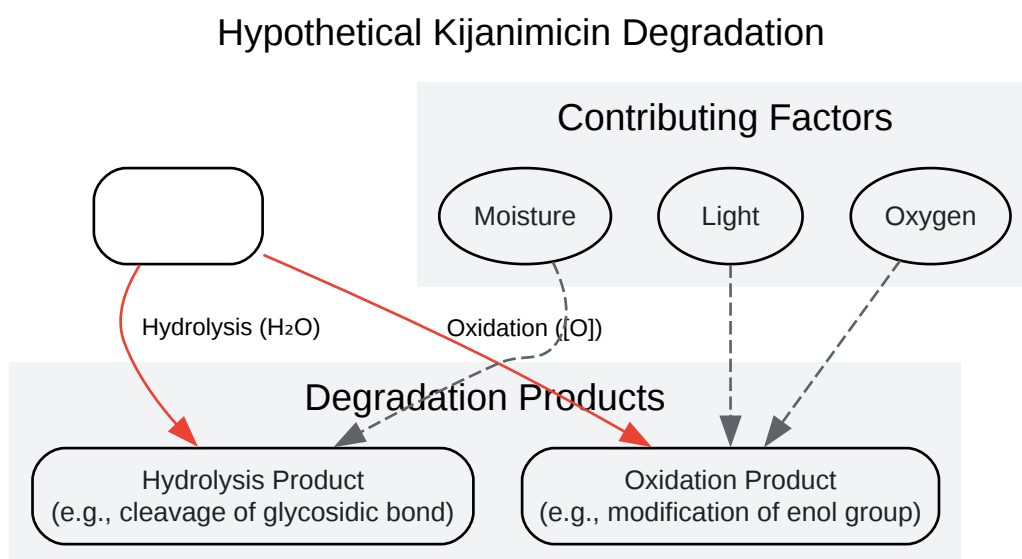 Hypothetical Kijanimicin Degradation
Contributing Factors
Moisture
Light
Oxygen
Hydrolysis (H₂O)
Oxidation ([O])
Degradation Products
Hydrolysis Product
(e.g., cleavage of glycosidic bond)
Oxidation Product
(e.g., modification of enol group)